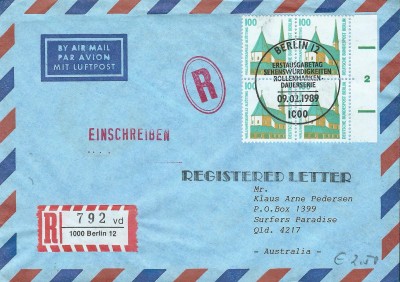 BY AIR MAIL
PAR AVION
MIT LUFTPOST
R
EINSCHREIBEN
100
100
100
BERLIN 12
ERSTAUSGABETAG
SEHENSWÜRDIGKEITEN
ROLLENMARKEN
DAUERSERIE
09.02.1989
1000
2
REGISTERED LETTER
Mr.
Klaus Arne Pedersen
P.O.Box 1399
Surfers Paradise
Qld. 4217
- Australia -
R
792 vd
1000 Berlin 12